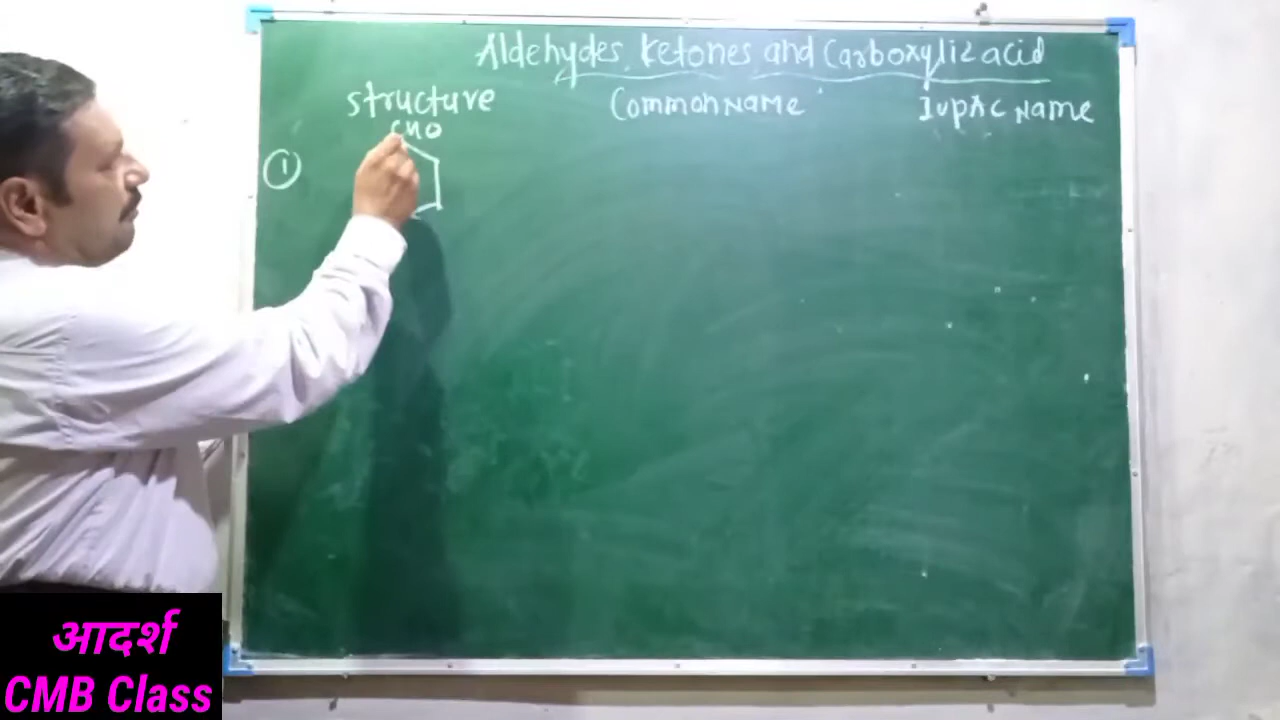 Aldehydes, Ketones and Carboxylic acid
Structure Common Name IUPAC Name
CHO
①
आदर्श
CMB Class